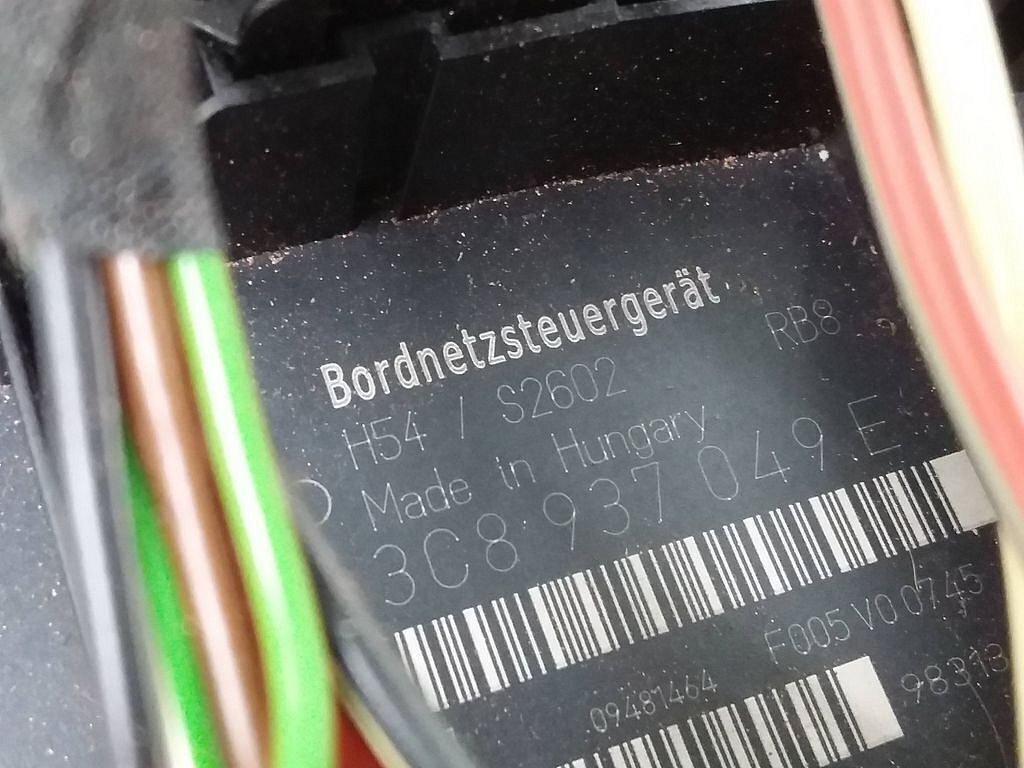 Bordnetzsteuergerät
H54 / S2602 RB8
Made in Hungary
3C8 937 049 E
F005 V0 0745
09481464 98313